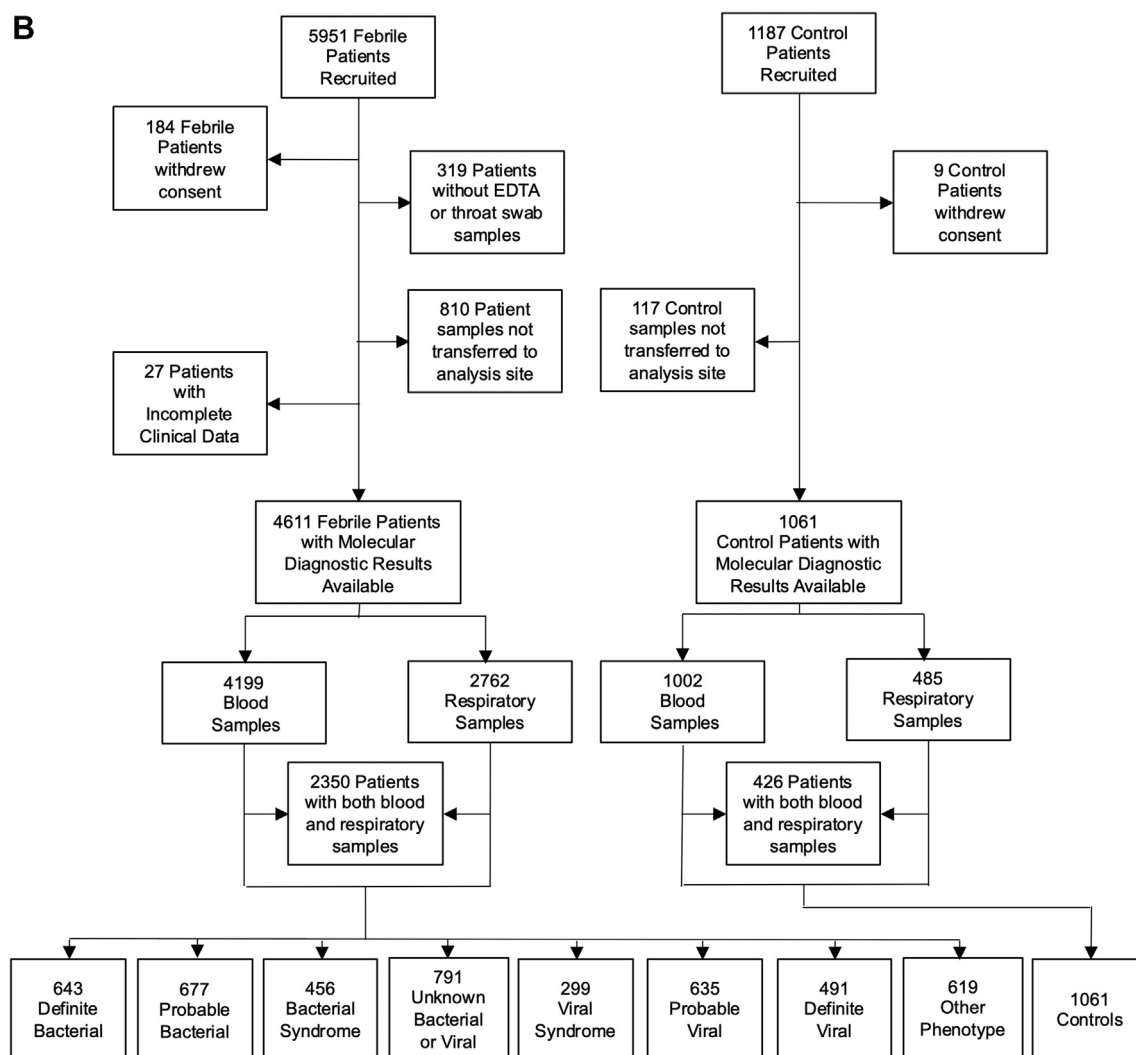 B
5951 Febrile
Patients
Recruited
1187 Control
Patients
Recruited
184 Febrile
Patients
withdrew
consent
319 Patients
without EDTA
or throat swab
samples
9 Control
Patients
withdrew
consent
810 Patient
samples not
transferred to
analysis site
117 Control
samples not
transferred to
analysis site
27 Patients
with
Incomplete
Clinical Data
4611 Febrile Patients
with Molecular
Diagnostic Results
Available
1061
Control Patients with
Molecular Diagnostic
Results Available
4199
Blood
Samples
2762
Respiratory
Samples
1002
Blood
Samples
485
Respiratory
Samples
2350 Patients
with both blood
and respiratory
samples
426 Patients
with both blood
and respiratory
samples
643
Definite
Bacterial
677
Probable
Bacterial
456
Bacterial
Syndrome
791
Unknown
Bacterial
or Viral
299
Viral
Syndrome
635
Probable
Viral
491
Definite
Viral
619
Other
Phenotype
1061
Controls